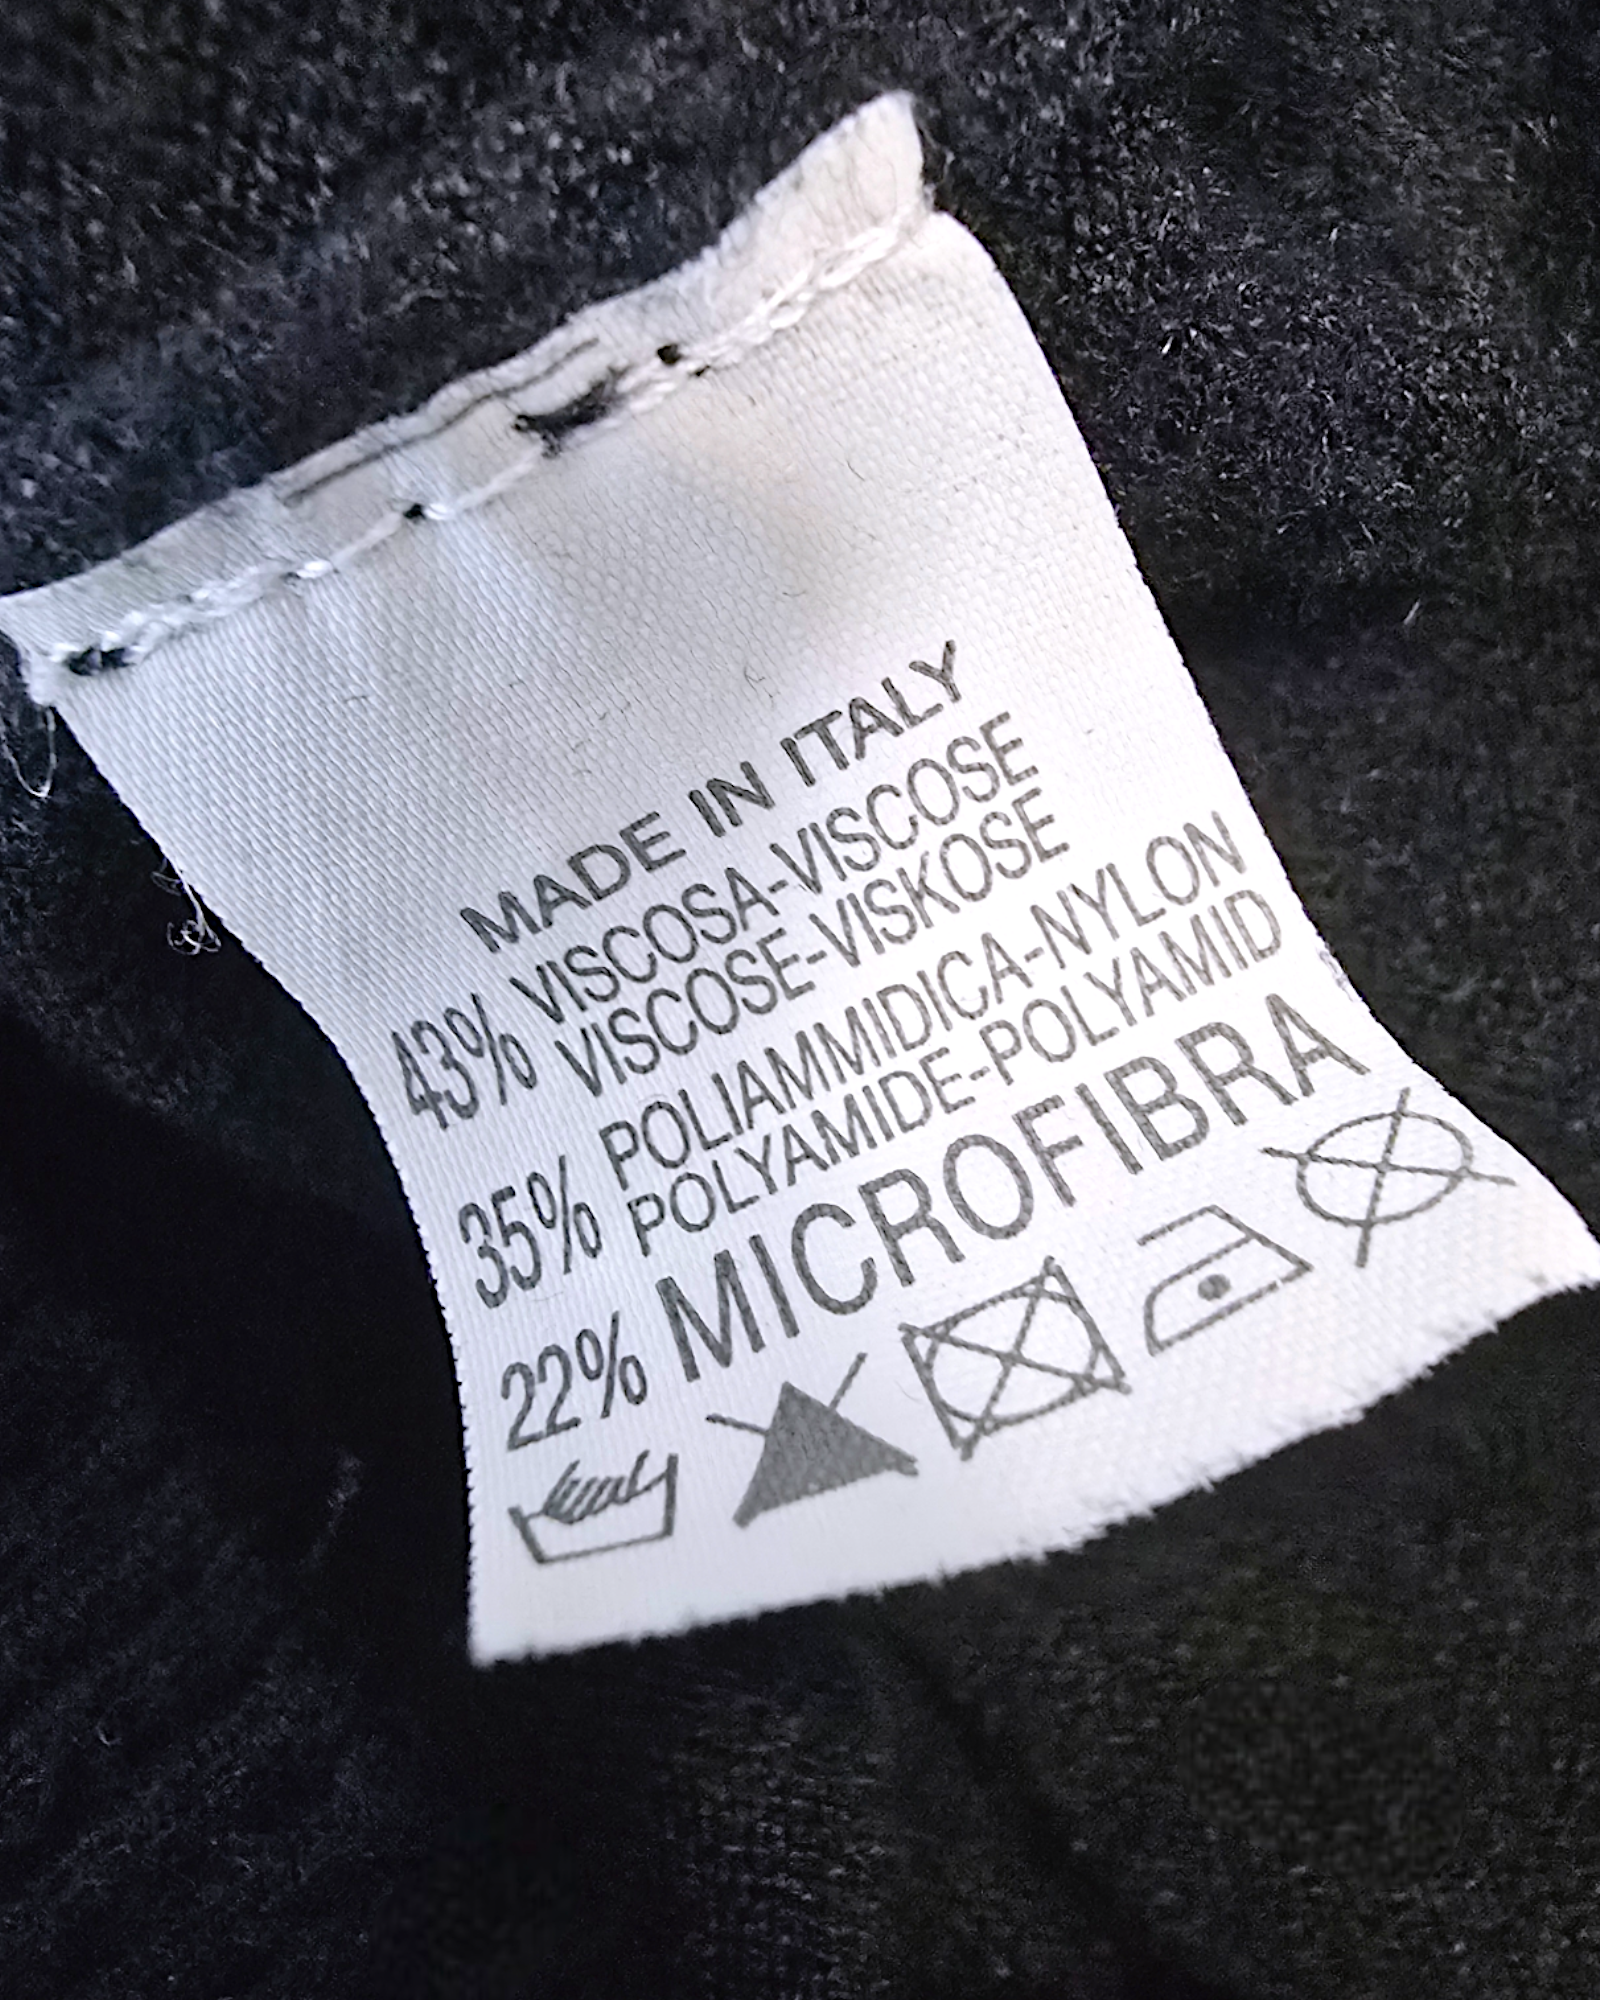 MADE IN ITALY
43% VISCOSA-VISCOSE
VISCOSE-VISKOSE
35% POLIAMMIDICA-NYLON
POLYAMIDE-POLYAMID
22% MICROFIBRA